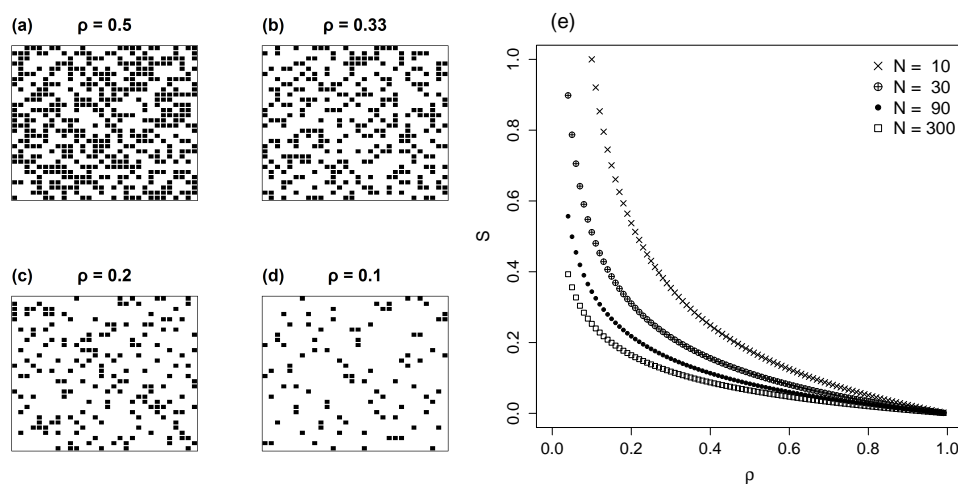 (a) ρ = 0.5
(b) ρ = 0.33
(c) ρ = 0.2
(d) ρ = 0.1
(e)
S
1.0
0.8
0.6
0.4
0.2
0.0
0.0 0.2 0.4 0.6 0.8 1.0
ρ
N = 10
N = 30
N = 90
N = 300